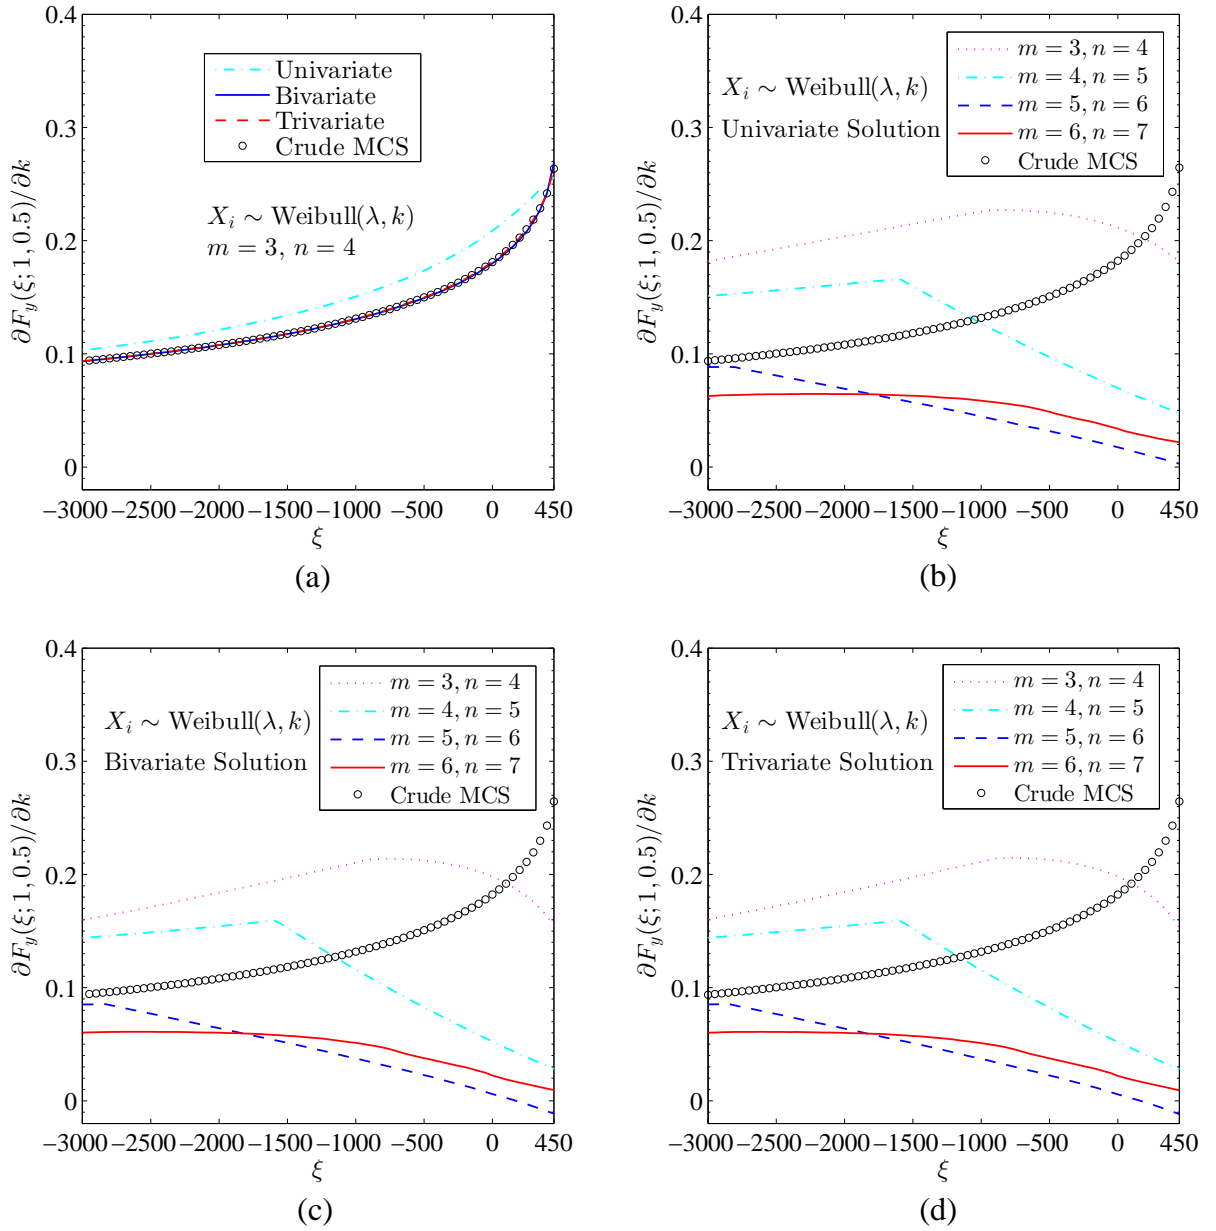 0.4
0.3
0.2
0.1
0
∂F_y(ξ; 1, 0.5)/∂k
Univariate
Bivariate
Trivariate
Crude MCS
X_i ∼ Weibull(λ, k)
m = 3, n = 4
−3000 −2500 −2000 −1500 −1000 −500 0 450
ξ
(a)
0.4
0.3
0.2
0.1
0
∂F_y(ξ; 1, 0.5)/∂k
X_i ∼ Weibull(λ, k)
Univariate Solution
m = 3, n = 4
m = 4, n = 5
m = 5, n = 6
m = 6, n = 7
Crude MCS
−3000 −2500 −2000 −1500 −1000 −500 0 450
ξ
(b)
0.4
0.3
0.2
0.1
0
∂F_y(ξ; 1, 0.5)/∂k
X_i ∼ Weibull(λ, k)
Bivariate Solution
m = 3, n = 4
m = 4, n = 5
m = 5, n = 6
m = 6, n = 7
Crude MCS
−3000 −2500 −2000 −1500 −1000 −500 0 450
ξ
(c)
0.4
0.3
0.2
0.1
0
∂F_y(ξ; 1, 0.5)/∂k
X_i ∼ Weibull(λ, k)
Trivariate Solution
m = 3, n = 4
m = 4, n = 5
m = 5, n = 6
m = 6, n = 7
Crude MCS
−3000 −2500 −2000 −1500 −1000 −500 0 450
ξ
(d)